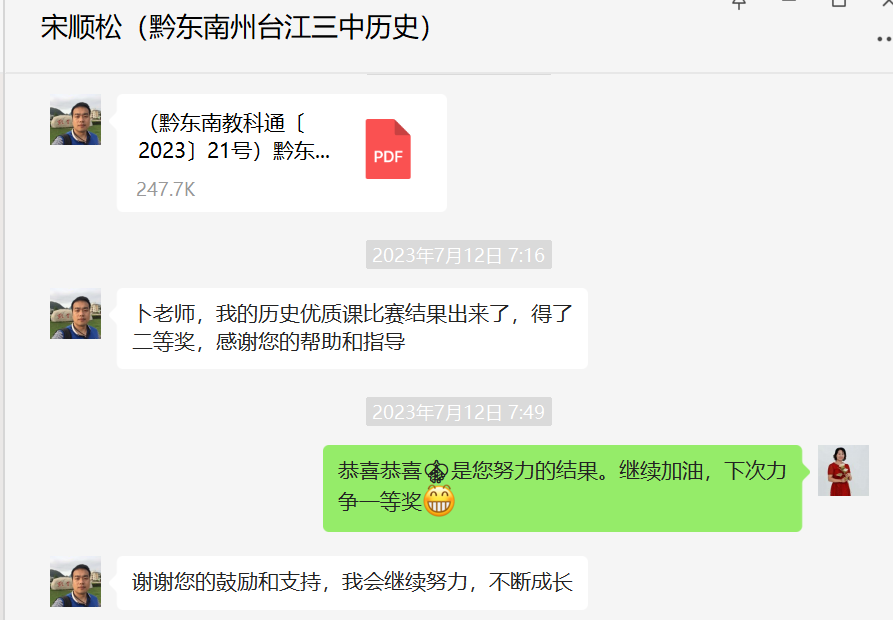 宋顺松（黔东南州台江三中历史）
（黔东南教科通〔
2023〕21号）黔东...
PDF
247.7K
2023年7月12日 7:16
卜老师，我的历史优质课比赛结果出来了，得了
二等奖，感谢您的帮助和指导
2023年7月12日 7:49
恭喜恭喜是您努力的结果。继续加油，下次力
争一等奖😁
谢谢您的鼓励和支持，我会继续努力，不断成长